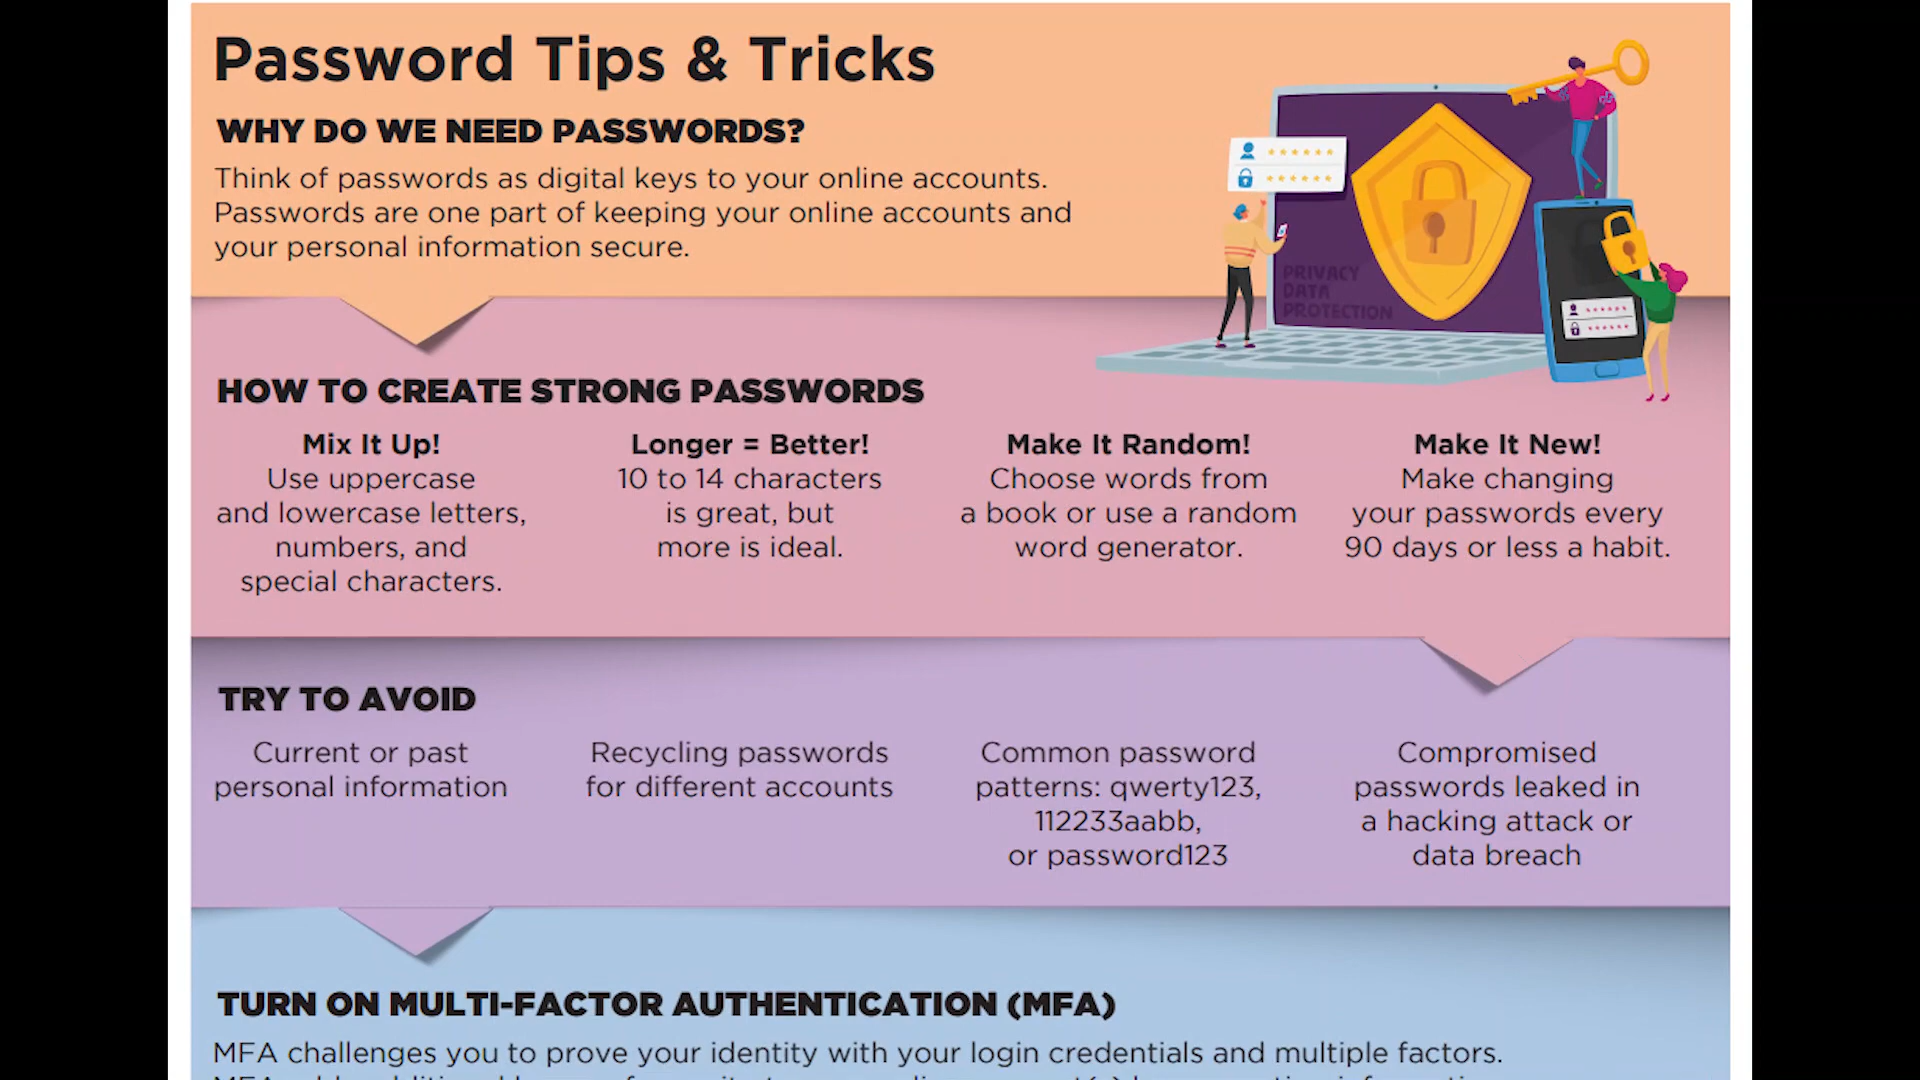 Password Tips & Tricks
WHY DO WE NEED PASSWORDS?
Think of passwords as digital keys to your online accounts.
Passwords are one part of keeping your online accounts and
your personal information secure.
PRIVACY
DATA
PROTECTION
HOW TO CREATE STRONG PASSWORDS
Mix It Up!
Use uppercase
and lowercase letters,
numbers, and
special characters.
Longer = Better!
10 to 14 characters
is great, but
more is ideal.
Make It Random!
Choose words from
a book or use a random
word generator.
Make It New!
Make changing
your passwords every
90 days or less a habit.
TRY TO AVOID
Current or past
personal information
Recycling passwords
for different accounts
Common password
patterns: qwerty123,
112233aabb,
or password123
Compromised
passwords leaked in
a hacking attack or
data breach
TURN ON MULTI-FACTOR AUTHENTICATION (MFA)
MFA challenges you to prove your identity with your login credentials and multiple factors.